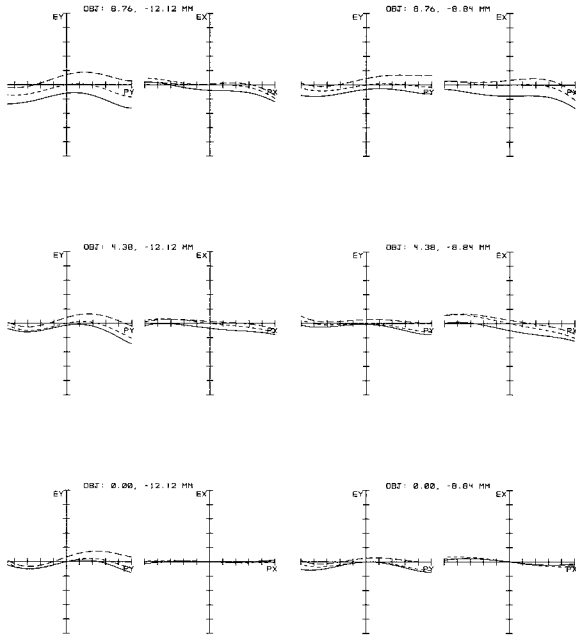 OBJ: 8.76, -12.12 MM
OBJ: 8.76, -8.84 MM
EY
EX
EY
EX
PY
PX
PY
PX
OBJ: 4.38, -12.12 MM
OBJ: 4.38, -8.84 MM
EY
EX
EY
EX
PY
PX
PY
PX
OBJ: 0.00, -12.12 MM
OBJ: 0.00, -8.84 MM
EY
EX
EY
EX
PY
PX
PY
PX